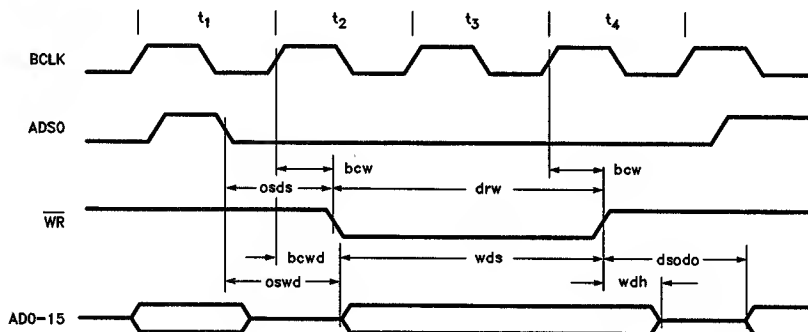 t1 t2 t3 t4
BCLK
ADS0
bcw bcw
osds drw
WR
bcwd wds dsodo
oswd wdh
AD0-15